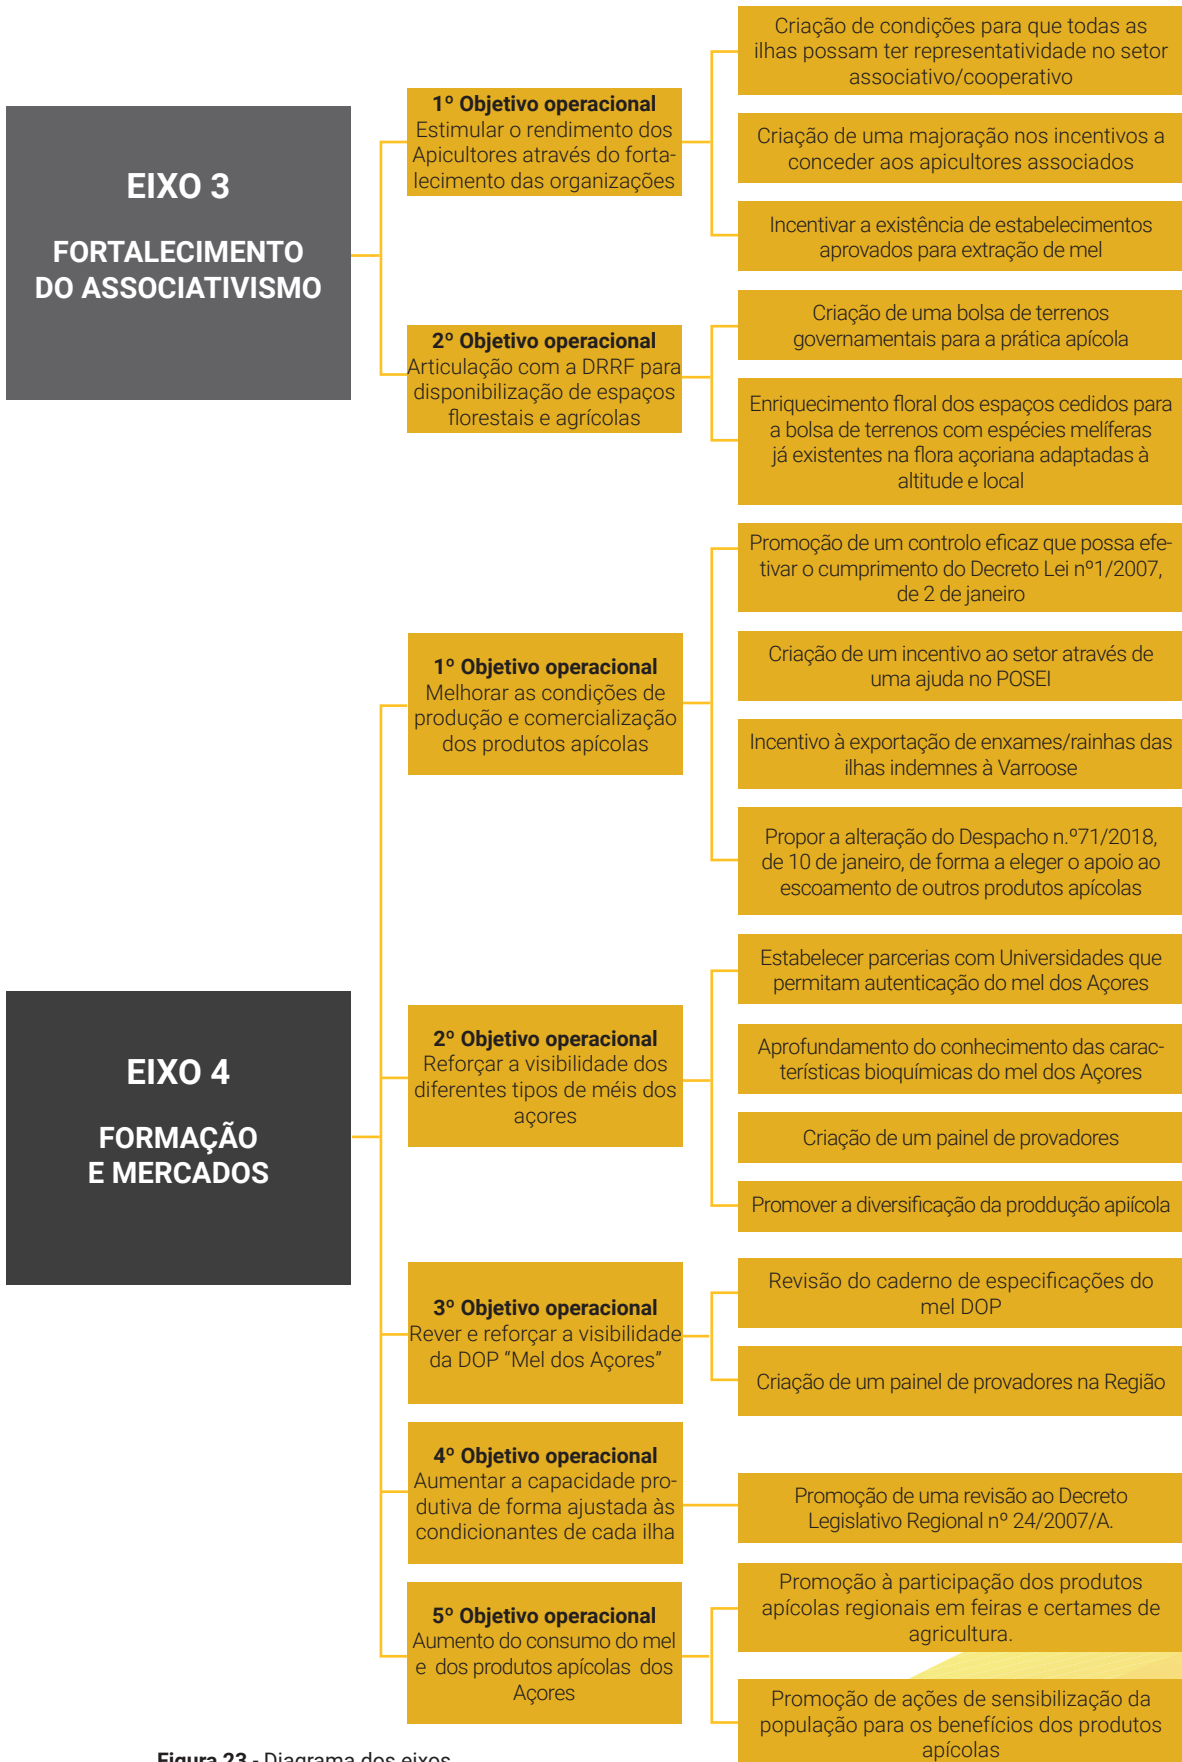 EIXO 3
FORTALECIMENTO
DO ASSOCIATIVISMO
1º Objetivo operacional
Estimular o rendimento dos
Apicultores através do forta-
lecimento das organizações
Criação de condições para que todas as
ilhas possam ter representatividade no setor
associativo/cooperativo
Criação de uma majoração nos incentivos a
conceder aos apicultores associados
Incentivar a existência de estabelecimentos
aprovados para extração de mel
2º Objetivo operacional
Articulação com a DRRF para
disponibilização de espaços
florestais e agrícolas
Criação de uma bolsa de terrenos
governamentais para a prática apícola
Enriquecimento floral dos espaços cedidos para
a bolsa de terrenos com espécies melíferas
já existentes na flora açoriana adaptadas à
altitude e local
EIXO 4
FORMAÇÃO
E MERCADOS
1º Objetivo operacional
Melhorar as condições de
produção e comercialização
dos produtos apícolas
Promoção de um controlo eficaz que possa efe-
tivar o cumprimento do Decreto Lei nº1/2007,
de 2 de janeiro
Criação de um incentivo ao setor através de
uma ajuda no POSEI
Incentivo à exportação de enxames/rainhas das
ilhas indemnes à Varroose
Propor a alteração do Despacho n.º71/2018,
de 10 de janeiro, de forma a eleger o apoio ao
escoamento de outros produtos apícolas
2º Objetivo operacional
Reforçar a visibilidade dos
diferentes tipos de méis dos
açores
Estabelecer parcerias com Universidades que
permitam autenticação do mel dos Açores
Aprofundamento do conhecimento das carac-
terísticas bioquímicas do mel dos Açores
Criação de um painel de provadores
Promover a diversificação da proddução apiícola
3º Objetivo operacional
Rever e reforçar a visibilidade
da DOP “Mel dos Açores”
Revisão do caderno de especificações do
mel DOP
Criação de um painel de provadores na Região
4º Objetivo operacional
Aumentar a capacidade pro-
dutiva de forma ajustada às
condicionantes de cada ilha
Promoção de uma revisão ao Decreto
Legislativo Regional nº 24/2007/A.
5º Objetivo operacional
Aumento do consumo do mel
e dos produtos apícolas dos
Açores
Promoção à participação dos produtos
apícolas regionais em feiras e certames de
agricultura.
Promoção de ações de sensibilização da
população para os benefícios dos produtos
apícolas
Figura 23 - Diagrama dos eixos